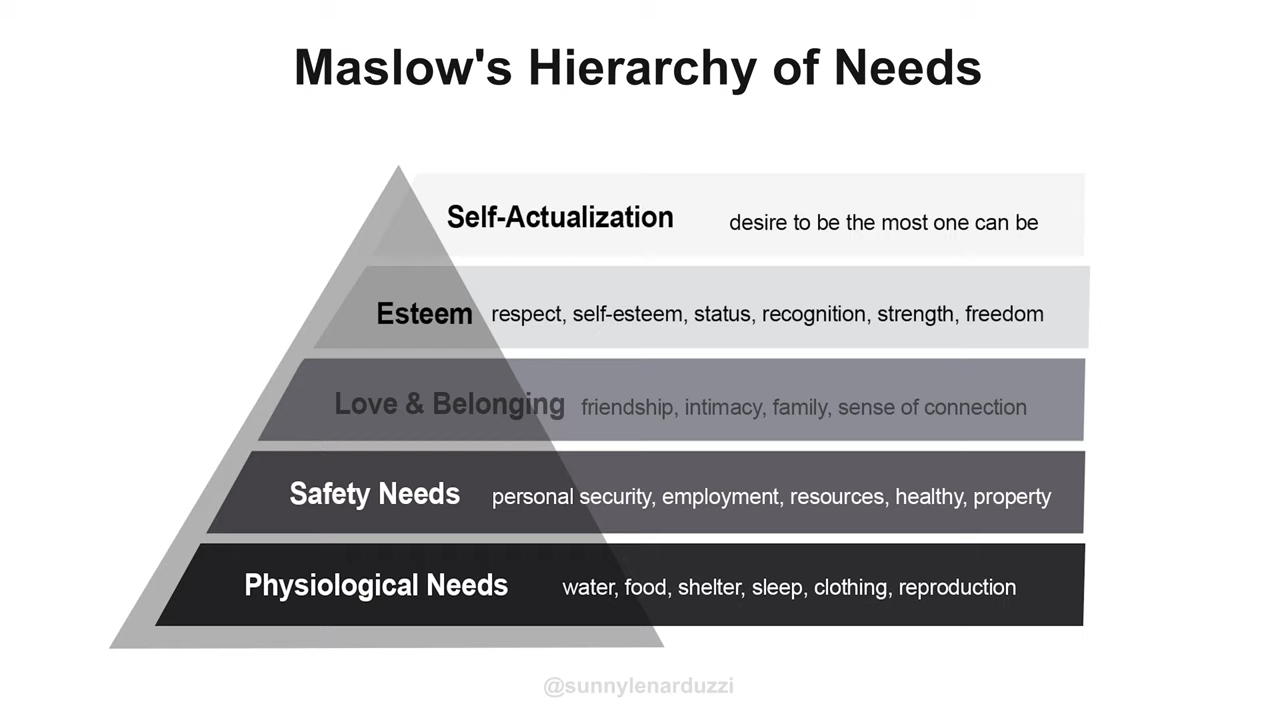 Maslow's Hierarchy of Needs
Self-Actualization desire to be the most one can be
Esteem respect, self-esteem, status, recognition, strength, freedom
Love & Belonging friendship, intimacy, family, sense of connection
Safety Needs personal security, employment, resources, healthy, property
Physiological Needs water, food, shelter, sleep, clothing, reproduction
@sunnylenarduzzi